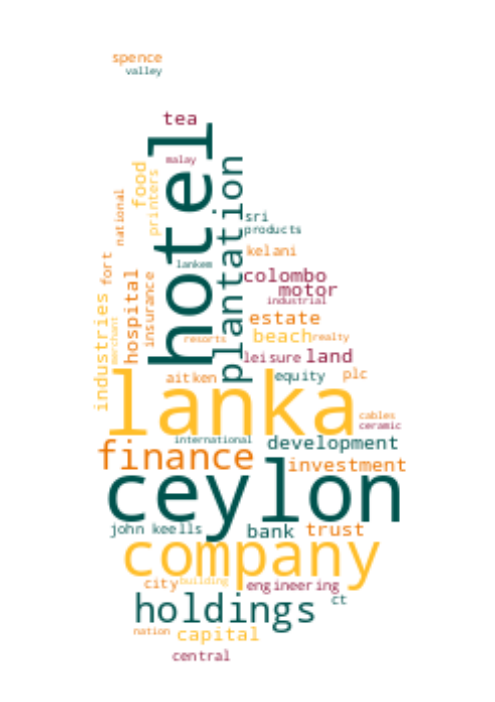 spence
valley
tea
malay
hotel
plantation
food
printers
national
sri
products
kelani
lankem
colombo
motor
industrial
fort
hospital
insurance
industries
merchant
estate
resorts
beach
realty
leisure
land
aitken
equity
plc
lanka
cables
ceramic
international
development
finance
investment
ceylon
john keells
bank
trust
company
city
building
engineering
holdings
ct
nation
capital
central